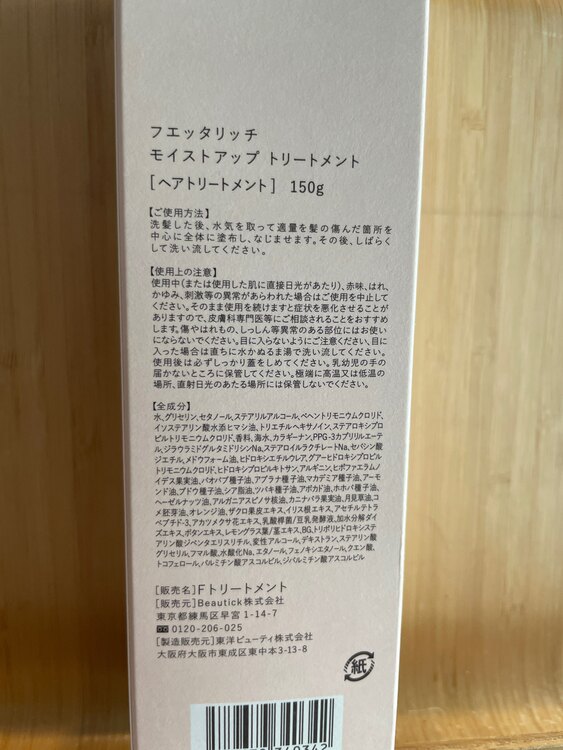 フエッタリッチ
モイストアップ トリートメント
[ヘアトリートメント] 150g
【ご使用方法】
洗髪した後、水気を取って適量を髪の傷んだ箇所を
中心に全体に塗布し、なじませます。その後、しばらく
して洗い流してください。
【使用上の注意】
使用中(または使用した肌に直接日光があたり)、赤味、はれ、
かゆみ、刺激等の異常があらわれた場合はご使用を中止して
ください。そのまま使用を続けますと症状を悪化させることが
ありますので、皮膚科専門医等にご相談されることをおすすめ
します。傷やはれもの、しっしん等異常のある部位にはお使い
にならないでください。目に入らないようにご注意ください、目に
入った場合は直ちに水かぬるま湯で洗い流してください。
使用後は必ずしっかり蓋をしめてください。乳幼児の手の
届かないところに保管してください。極端に高温又は低温の
場所、直射日光のあたる場所には保管しないでください。
【全成分】
水、グリセリン、セタノール、ステアリルアルコール、ベヘントリモニウムクロリド、
イソステアリン酸水添ヒマシ油、トリエチルヘキサノイン、ステアロキシプロ
ピルトリモニウムクロリド、香料、海水、カラギーナン、PPG-3カプリリルエーテ
ル、ジラウラミドグルタミドリシンNa、ステアロイルラクチレートNa、セバシン酸
ジエチル、メドウフォーム油、ヒドロキシエチルウレア、グアーヒドロキシプロピル
トリモニウムクロリド、ヒドロキシプロピルキトサン、アルギニン、ヒポファエラムノ
イデス果実油、バオバブ種子油、アブラナ種子油、マカデミア種子油、アーモ
ンド油、ブドウ種子油、シア脂油、ツバキ種子油、アボカド油、ホホバ種子油、
ヘーゼルナッツ油、アルガニアスピノサ核油、カニナバラ果実油、月見草油、コ
メ胚芽油、オレンジ油、ザクロ果皮エキス、イリス根エキス、アセチルテトラ
ペプチド-3、アカツメクサ花エキス、乳酸桿菌/豆乳発酵液、加水分解ダイ
ズエキス、ボタンエキス、レモングラス葉/茎エキス、BG、トリポリヒドロキシステ
アリン酸ジペンタエリスリチル、変性アルコール、デキストラン、ステアリン酸
グリセリル、フマル酸、水酸化Na、エタノール、フェノキシエタノール、クエン酸、
トコフェロール、パルミチン酸アスコルビル、ジパルミチン酸アスコルビル
[販売名]Fトリートメント
[販売元]Beautick株式会社
東京都練馬区早宮 1-14-7
0120-206-025
[製造販売元]東洋ビューティ株式会社
大阪府大阪市東成区東中本3-13-8
紙